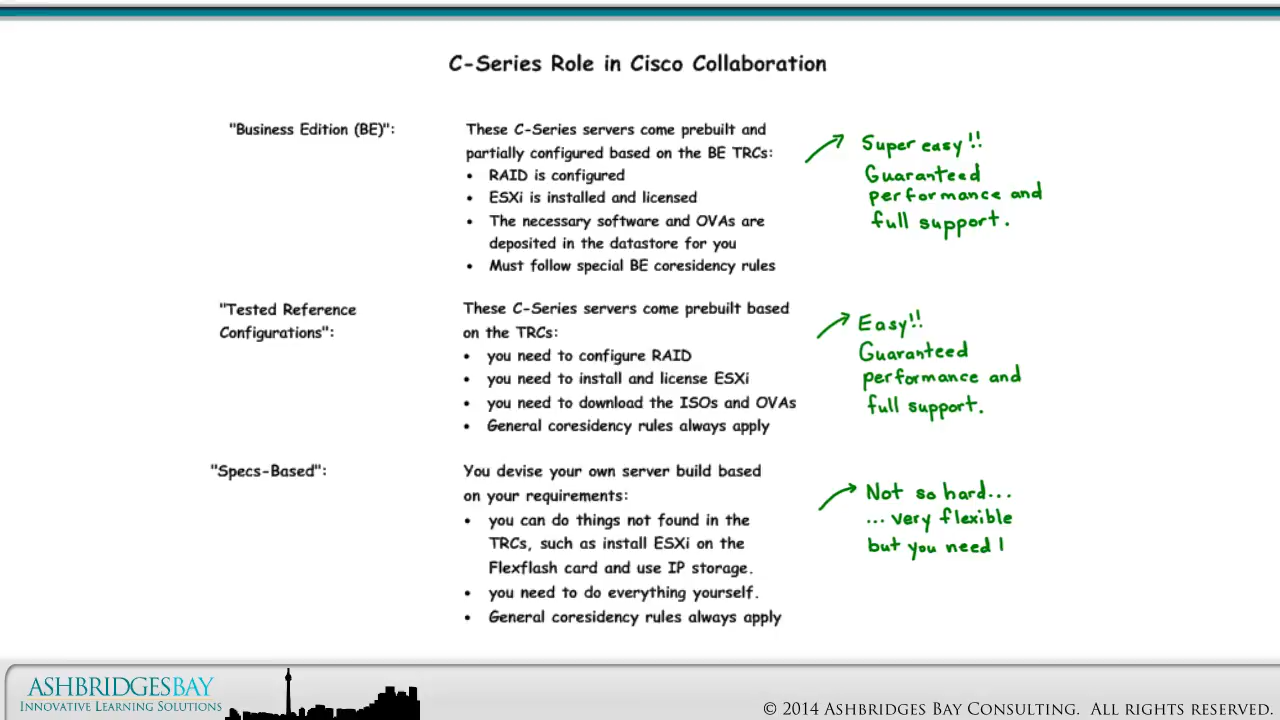 C-Series Role in Cisco Collaboration
"Business Edition (BE)":
These C-Series servers come prebuilt and
partially configured based on the BE TRCs:
• RAID is configured
• ESXi is installed and licensed
• The necessary software and OVAs are
deposited in the datastore for you
• Must follow special BE coresidency rules
Super easy!!
Guaranteed
performance and
full support.
"Tested Reference
Configurations":
These C-Series servers come prebuilt based
on the TRCs:
• you need to configure RAID
• you need to install and license ESXi
• you need to download the ISOs and OVAs
• General coresidency rules always apply
Easy!!
Guaranteed
performance and
full support.
"Specs-Based":
You devise your own server build based
on your requirements:
• you can do things not found in the
TRCs, such as install ESXi on the
Flexflash card and use IP storage.
• you need to do everything yourself.
• General coresidency rules always apply
Not so hard...
... very flexible
but you need
ASHBRIDGESBAY
INNOVATIVE LEARNING SOLUTIONS
© 2014 ASHBRIDGES BAY CONSULTING. ALL RIGHTS RESERVED.